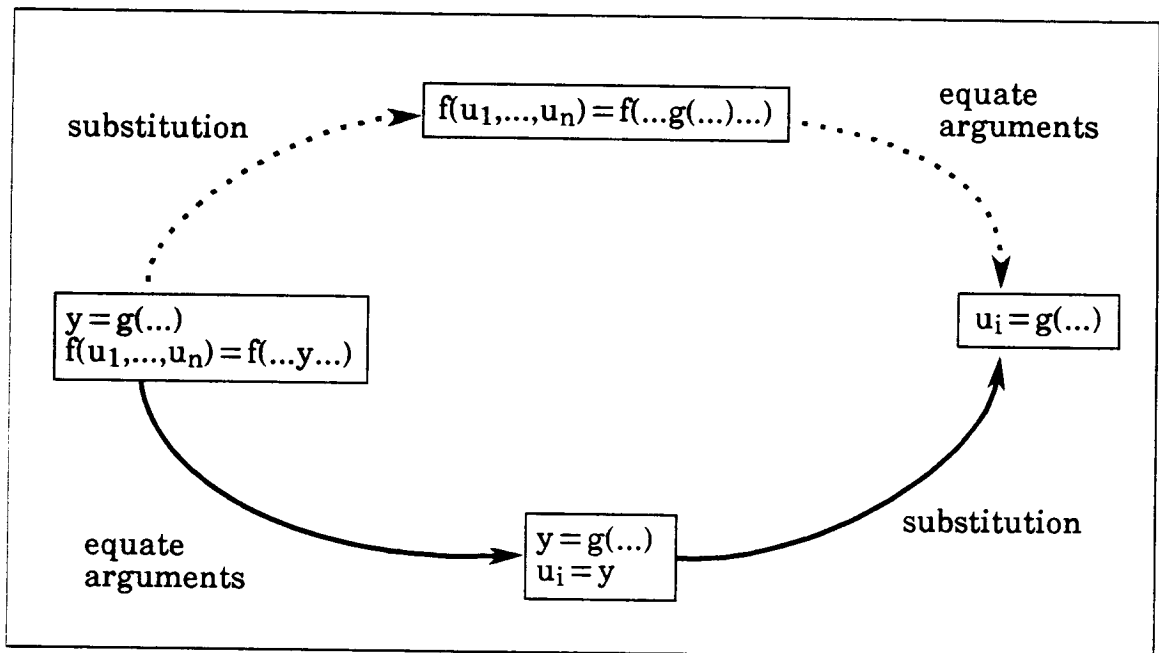 substitution
f(u₁,...,uₙ) = f(...g(...)...)
equate
arguments
y = g(...)
f(u₁,...,uₙ) = f(...y...)
uᵢ = g(...)
equate
arguments
y = g(...)
uᵢ = y
substitution